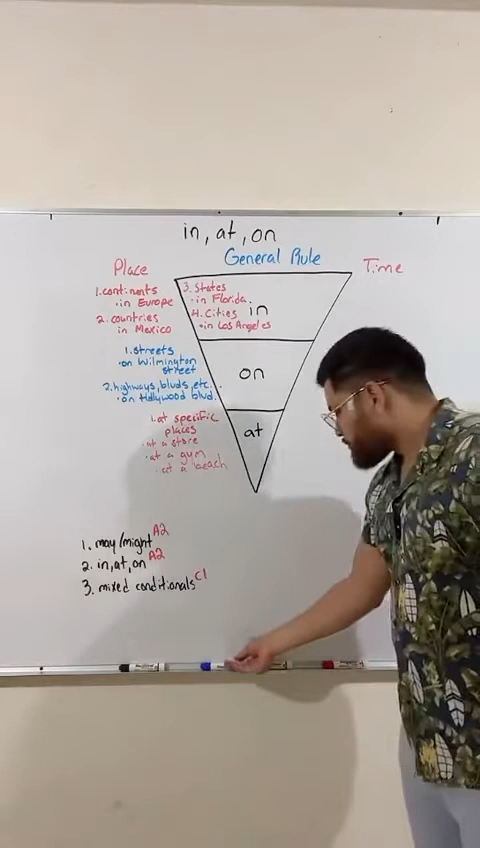 in, at, on
General Rule
Place
Time
1. continents
· in Europe
2. countries
in Mexico
3. States
· in Florida
4. Cities
· in Los Angeles
in
1. streets
· on Wilmington
street
2. highways, blvds, etc.
· on Hollywood blvd.
on
1. at specific
places
· at a store
· at a gym
· at a beach
at
1. may/might A2
2. in, at, on A2
3. mixed conditionals C1